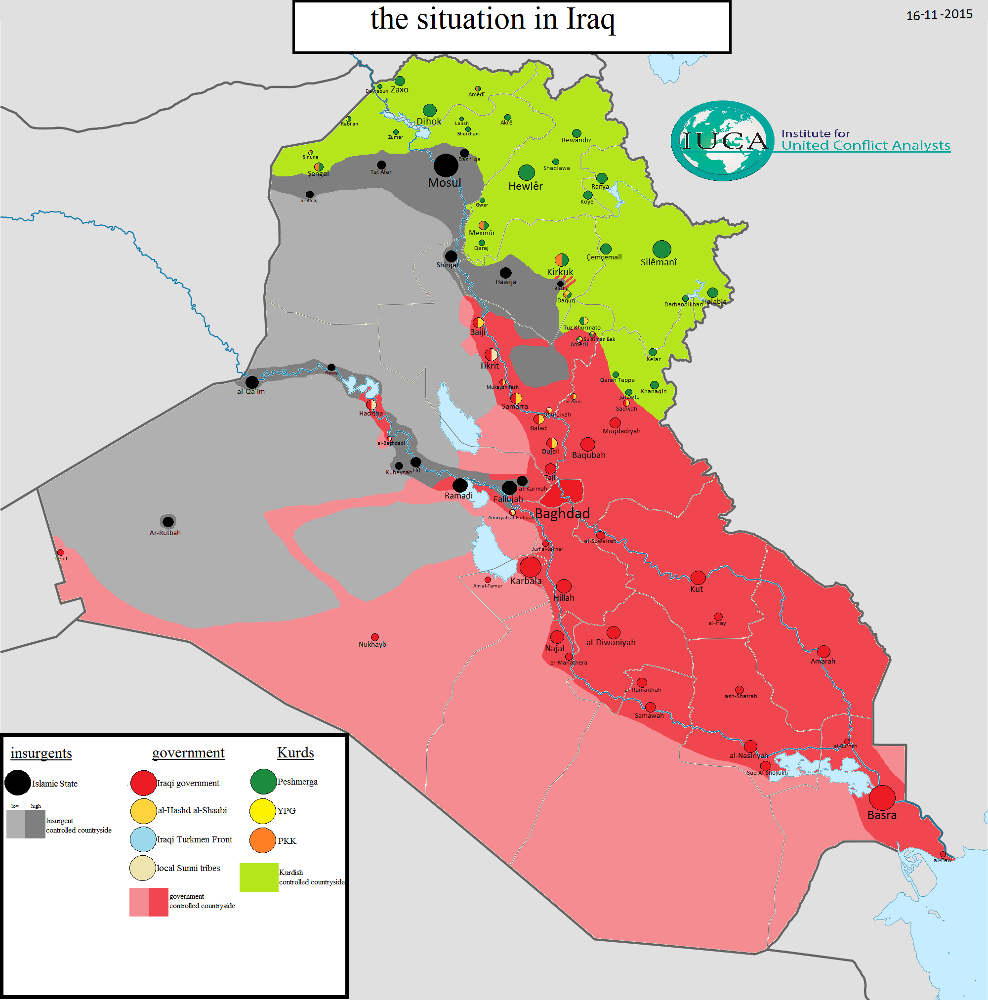 the situation in Iraq
16-11-2015
IUCA
Institute for
United Conflict Analysts
Dayrabun
Zaxo
Amêdî
Rabi'ah
Dihok
Lalish
Sheikhan
Akrê
Zumar
Rewandiz
Sinuna
Şengal
Tal Afar
Bashiqa
Mosul
Shaqlawa
Hewlêr
Ranya
al-Ba'aj
Gwer
Koye
Mexmûr
Qaraj
Shirqat
Çemçemall
Silêmanî
Kirkuk
Hawija
Bashir
Daquq
Darbandikhan
Halabja
Baiji
Tuz Khormato
Sulaiman Bek
Amerli
Kelar
Tikrit
Rawa
al-Qa'im
Mukayshifash
Qarah Tappe
Khanaqin
jalawla
Samarra
al-Azim
Sadiyah
Haditha
Dhuluiyah
Balad
Muqdadiyah
al-Baghdadi
Dujail
Baqubah
Kubaysah
Hit
Taji
Ramadi
al-Karmah
Fallujah
Amiriyah al-Fallujah
Baghdad
Ar-Rutbah
al-Suwairah
Jurf al-Sakhar
Trebil
Karbala
Ain al-Tamur
Kut
Hillah
al-Hay
Nukhayb
Najaf
al-Diwaniyah
al-Manathera
Amarah
al-Rumaithah
ash-Shatrah
Samawah
al-Qurnah
al-Nasiriyah
Suq Al-Shoyokh
Basra
al-Faw
insurgents
Islamic State
low high
Insurgent
controlled countryside
government
Iraqi government
al-Hashd al-Shaabi
Iraqi Turkmen Front
local Sunni tribes
government
controlled countryside
Kurds
Peshmerga
YPG
PKK
Kurdish
controlled countryside